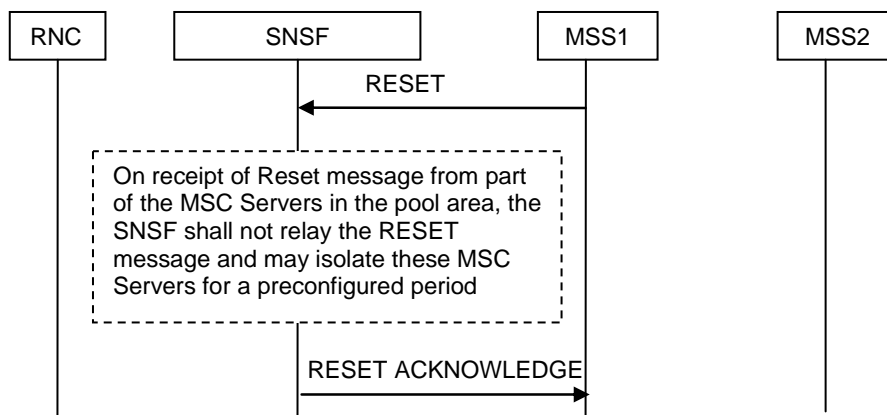 RNC
SNSF
MSS1
MSS2
RESET
On receipt of Reset message from part
of the MSC Servers in the pool area, the
SNSF shall not relay the RESET
message and may isolate these MSC
Servers for a preconfigured period
RESET ACKNOWLEDGE